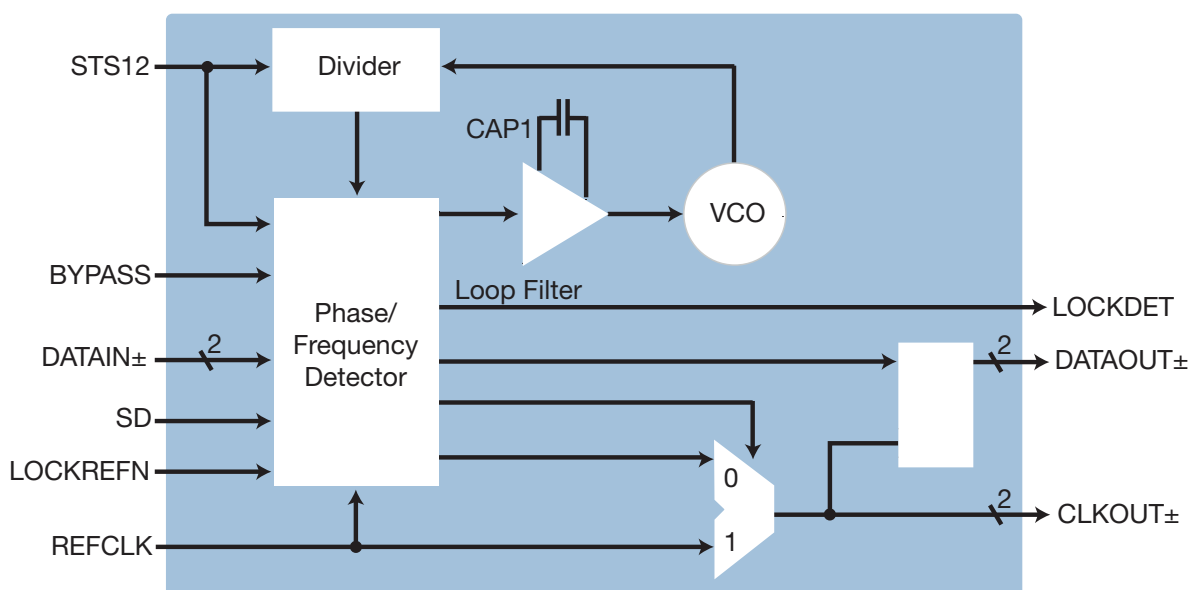 STS12
Divider
CAP1
VCO
BYPASS
Loop Filter
LOCKDET
Phase/
Frequency
Detector
DATAIN±
2
2
DATAOUT±
SD
LOCKREFN
0
2
CLKOUT±
REFCLK
1